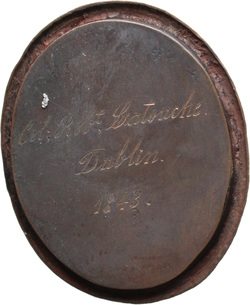 Col. Robt. Latouche.
Dublin.
1843.